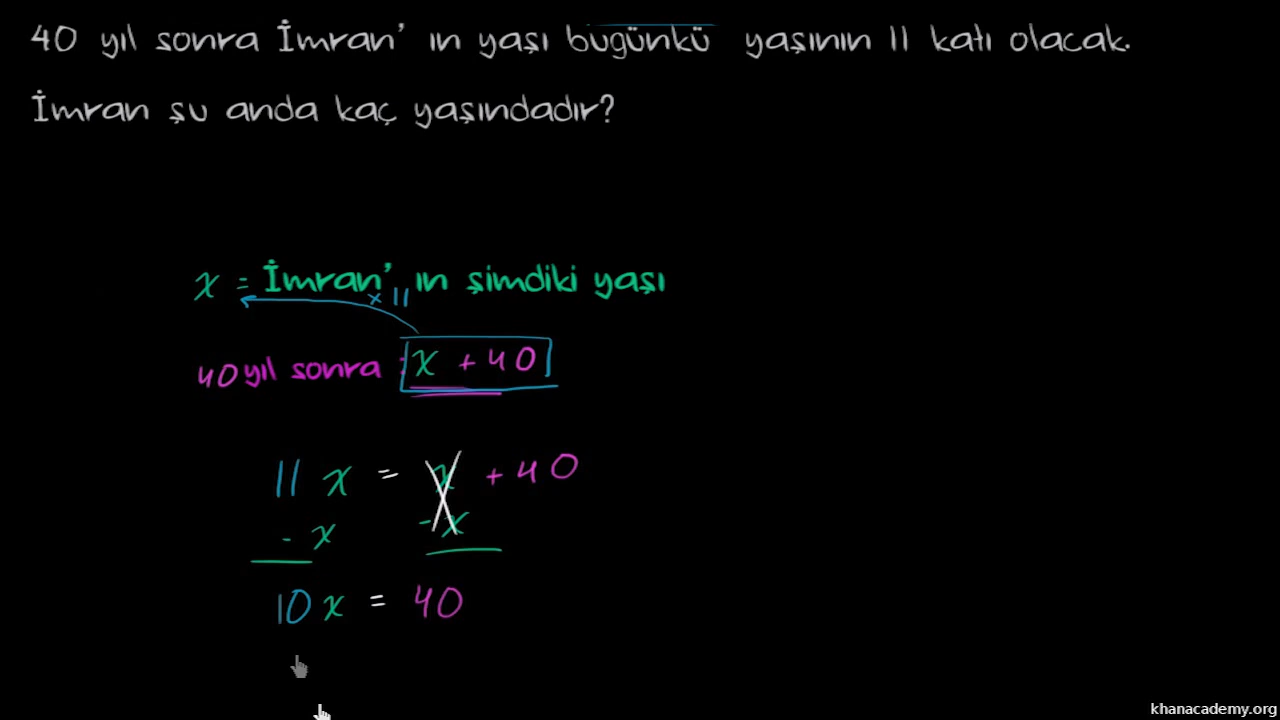 40 yıl sonra İmran' ın yaşı bugünkü yaşının 11 katı olacak.
İmran şu anda kaç yaşındadır?
x = İmran' ın şimdiki yaşı
x 11
40 yıl sonra : x + 40
11 x = x + 40
- x - x
10 x = 40
khanacademy.org